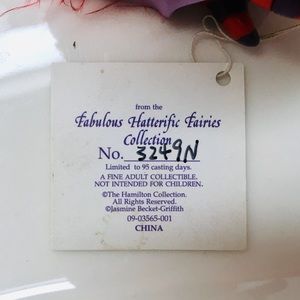 from the
Fabulous Hatterific Fairies
Collection
No. 3249N
Limited to 95 casting days.
A FINE ADULT COLLECTIBLE.
NOT INTENDED FOR CHILDREN.
©The Hamilton Collection.
All Rights Reserved.
©Jasmine Becket-Griffith
09-03565-001
CHINA